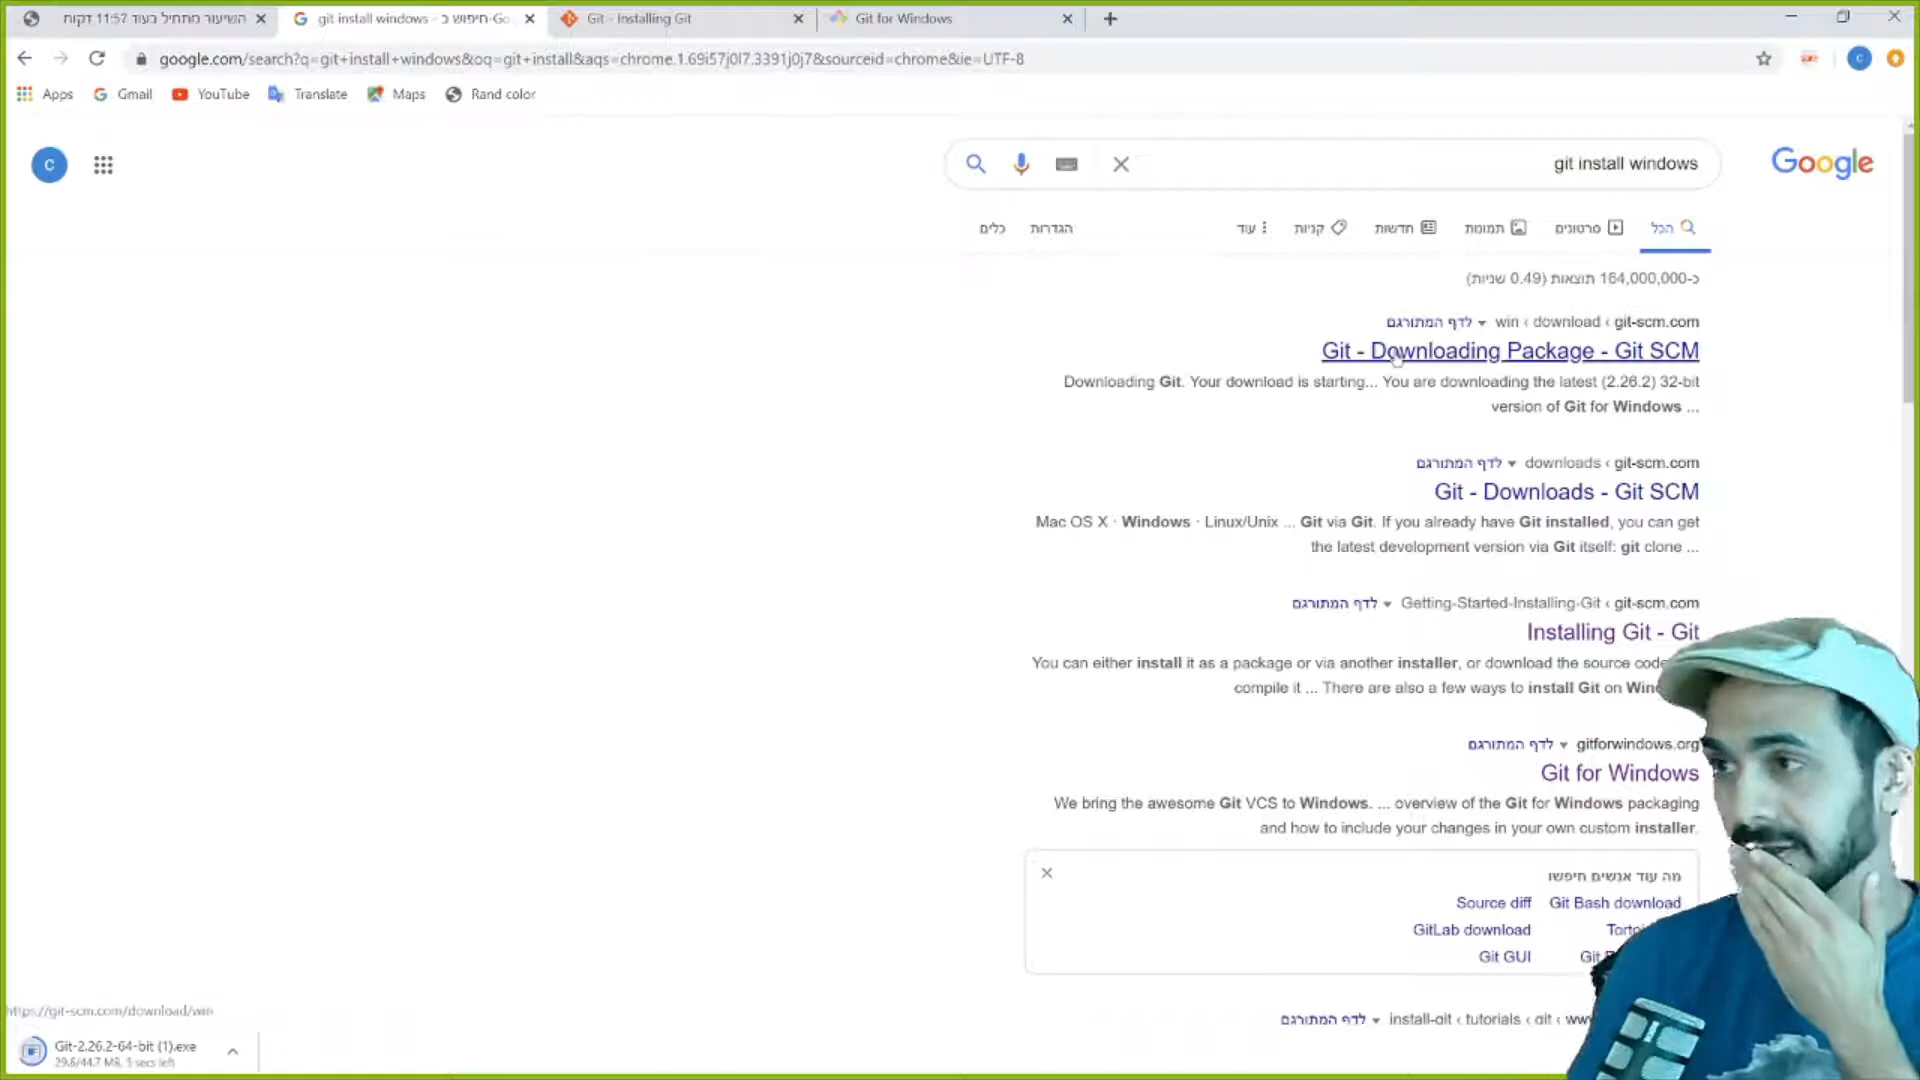 השיעור מתחיל בעוד 11:57 דקות
git install windows - חיפוש ב-Go
Git - Installing Git
Git for Windows
google.com/search?q=git+install+windows&oq=git+install&aqs=chrome.1.69i57j0l7.3391j0j7&sourceid=chrome&ie=UTF-8
Apps
Gmail
YouTube
Translate
Maps
Rand color
C
git install windows
Google
הכל
סרטונים
תמונות
חדשות
קניות
עוד
הגדרות
כלים
כ-164,000,000 תוצאות (0.49 שניות)
git-scm.com › download › win ▾ לדף המתורגם
Git - Downloading Package - Git SCM
Downloading Git. Your download is starting... You are downloading the latest (2.26.2) 32-bit
version of Git for Windows ...
git-scm.com › downloads ▾ לדף המתורגם
Git - Downloads - Git SCM
Mac OS X · Windows · Linux/Unix ... Git via Git. If you already have Git installed, you can get
the latest development version via Git itself: git clone ...
git-scm.com › Getting-Started-Installing-Git ▾ לדף המתורגם
Installing Git - Git
You can either install it as a package or via another installer, or download the source code
compile it ... There are also a few ways to install Git on
gitforwindows.org ▾ לדף המתורגם
Git for Windows
We bring the awesome Git VCS to Windows. ... overview of the Git for Windows packaging
and how to include your changes in your own custom installer.
מה עוד אנשים חיפשו
Git Bash download
Source diff
GitLab download
Git GUI
Git
install-git ‹ tutorials ‹ git ‹ www ▾ לדף המתורגם
https://git-scm.com/download/win
Git-2.26.2-64-bit (1).exe
29.8/44.7 MB, 5 secs left